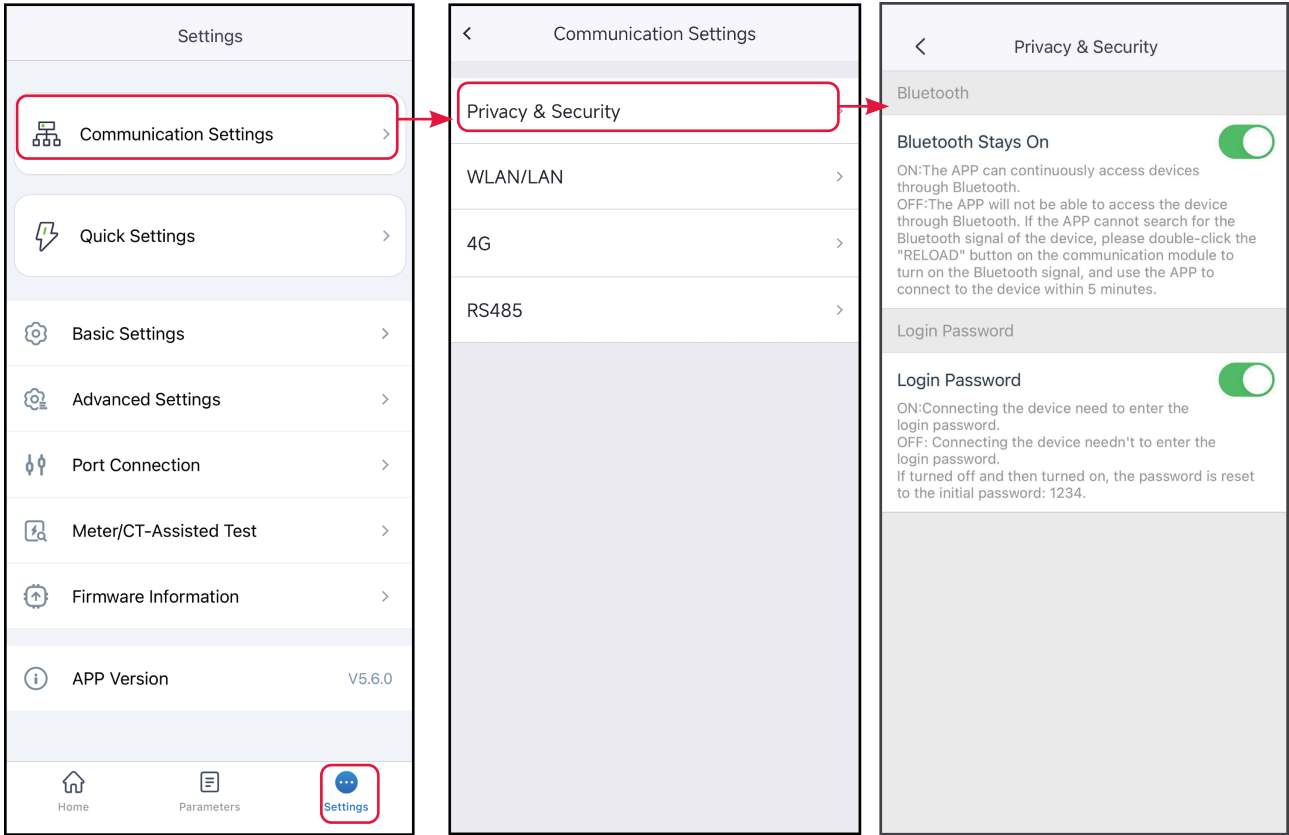 Settings
Communication Settings
Quick Settings
Basic Settings
Advanced Settings
Port Connection
Meter/CT-Assisted Test
Firmware Information
APP Version V5.6.0
Home Parameters Settings
Communication Settings
Privacy & Security
WLAN/LAN
4G
RS485
Privacy & Security
Bluetooth
Bluetooth Stays On
ON:The APP can continuously access devices
through Bluetooth.
OFF:The APP will not be able to access the device
through Bluetooth. If the APP cannot search for the
Bluetooth signal of the device, please double-click the
"RELOAD" button on the communication module to
turn on the Bluetooth signal, and use the APP to
connect to the device within 5 minutes.
Login Password
Login Password
ON:Connecting the device need to enter the
login password.
OFF: Connecting the device needn't to enter the
login password.
If turned off and then turned on, the password is reset
to the initial password: 1234.